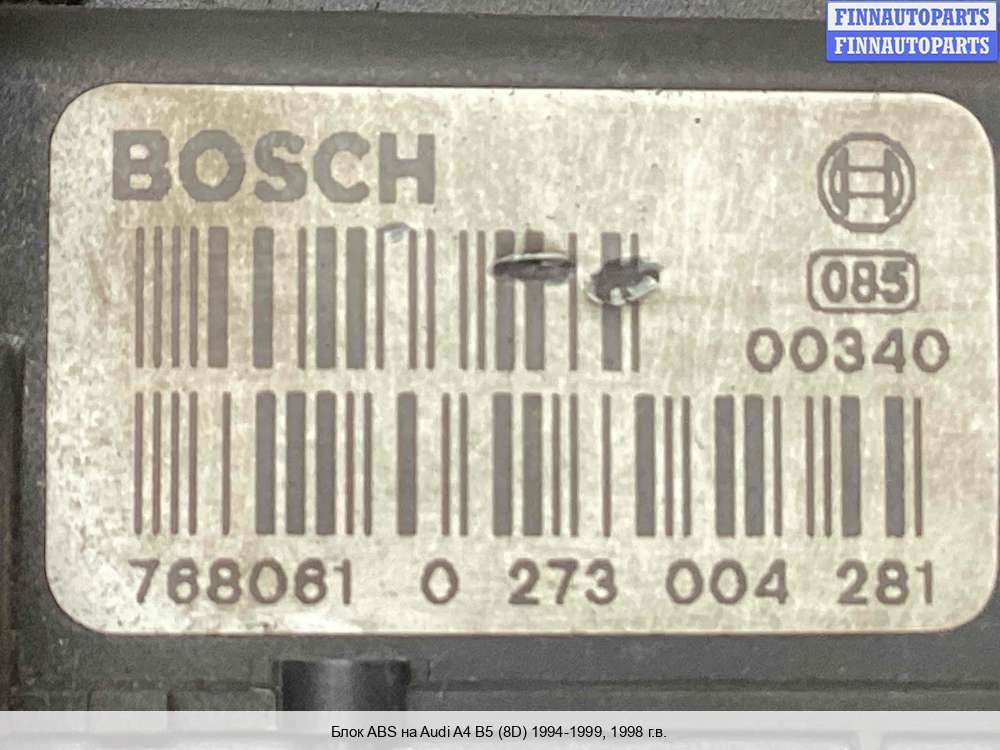 FINNAUTOPARTS
FINNAUTOPARTS
BOSCH
085
00340
768081 0 273 004 281
Блок ABS на Audi A4 B5 (8D) 1994-1999, 1998 г.в.